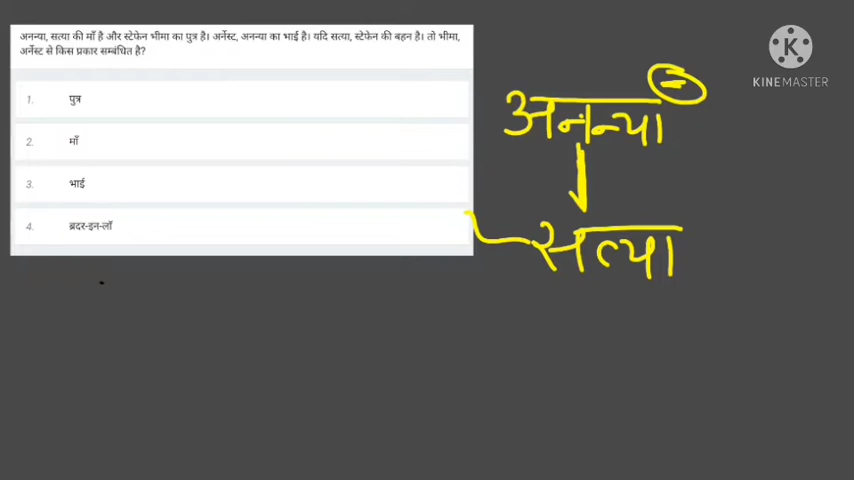 अनन्या, सत्या की माँ है और स्टेफेन भीमा का पुत्र है। अर्नेस्ट, अनन्या का भाई है। यदि सत्या, स्टेफेन की बहन है। तो भीमा,
अर्नेस्ट से किस प्रकार सम्बंधित है?
1. पुत्र
2. माँ
3. भाई
4. ब्रदर-इन-लॉ
अनन्या
सत्या
KINEMASTER